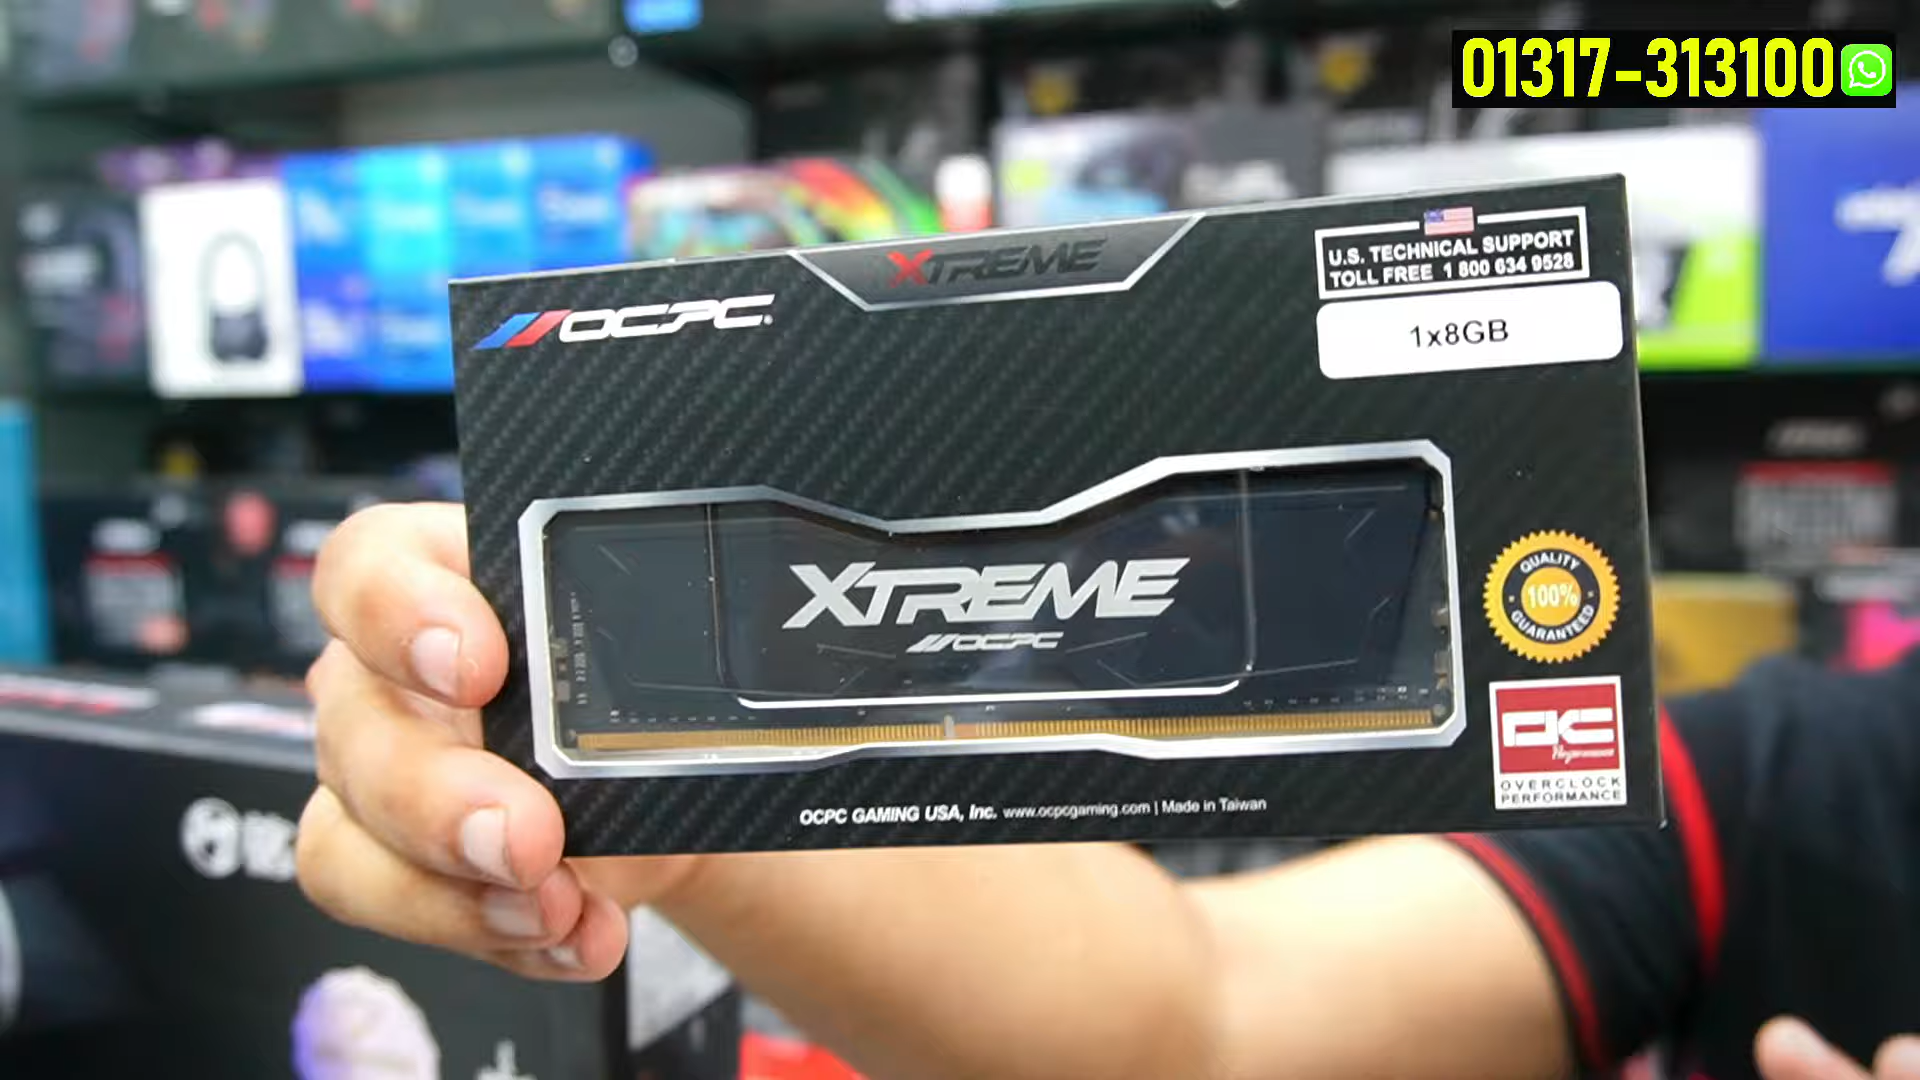 01317-313100
XTREME
OCPC®
U.S. TECHNICAL SUPPORT
TOLL FREE 1 800 634 9528
1x8GB
XTREME
OCPC
QUALITY
100%
GUARANTEED
OC
Performance
OVERCLOCK
PERFORMANCE
OCPC GAMING USA, Inc. www.ocpcgaming.com | Made in Taiwan